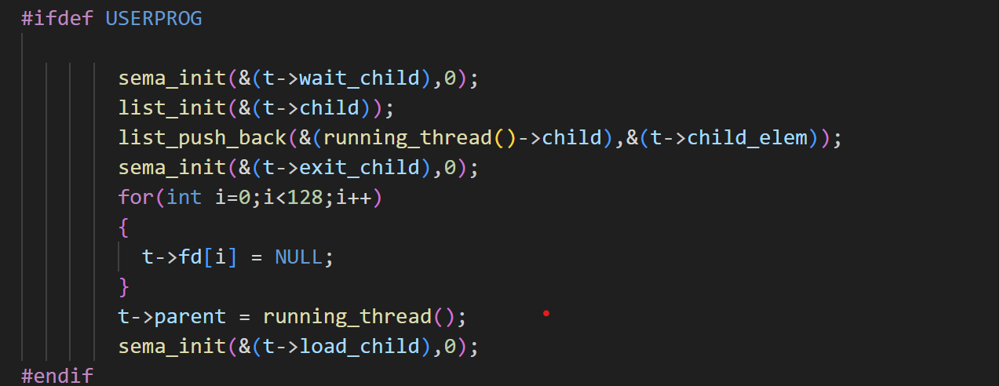 #ifdef USERPROG
sema_init(&(t->wait_child),0);
list_init(&(t->child));
list_push_back(&(running_thread()->child),&(t->child_elem));
sema_init(&(t->exit_child),0);
for(int i=0;i<128;i++)
{
t->fd[i] = NULL;
}
t->parent = running_thread();
sema_init(&(t->load_child),0);
#endif